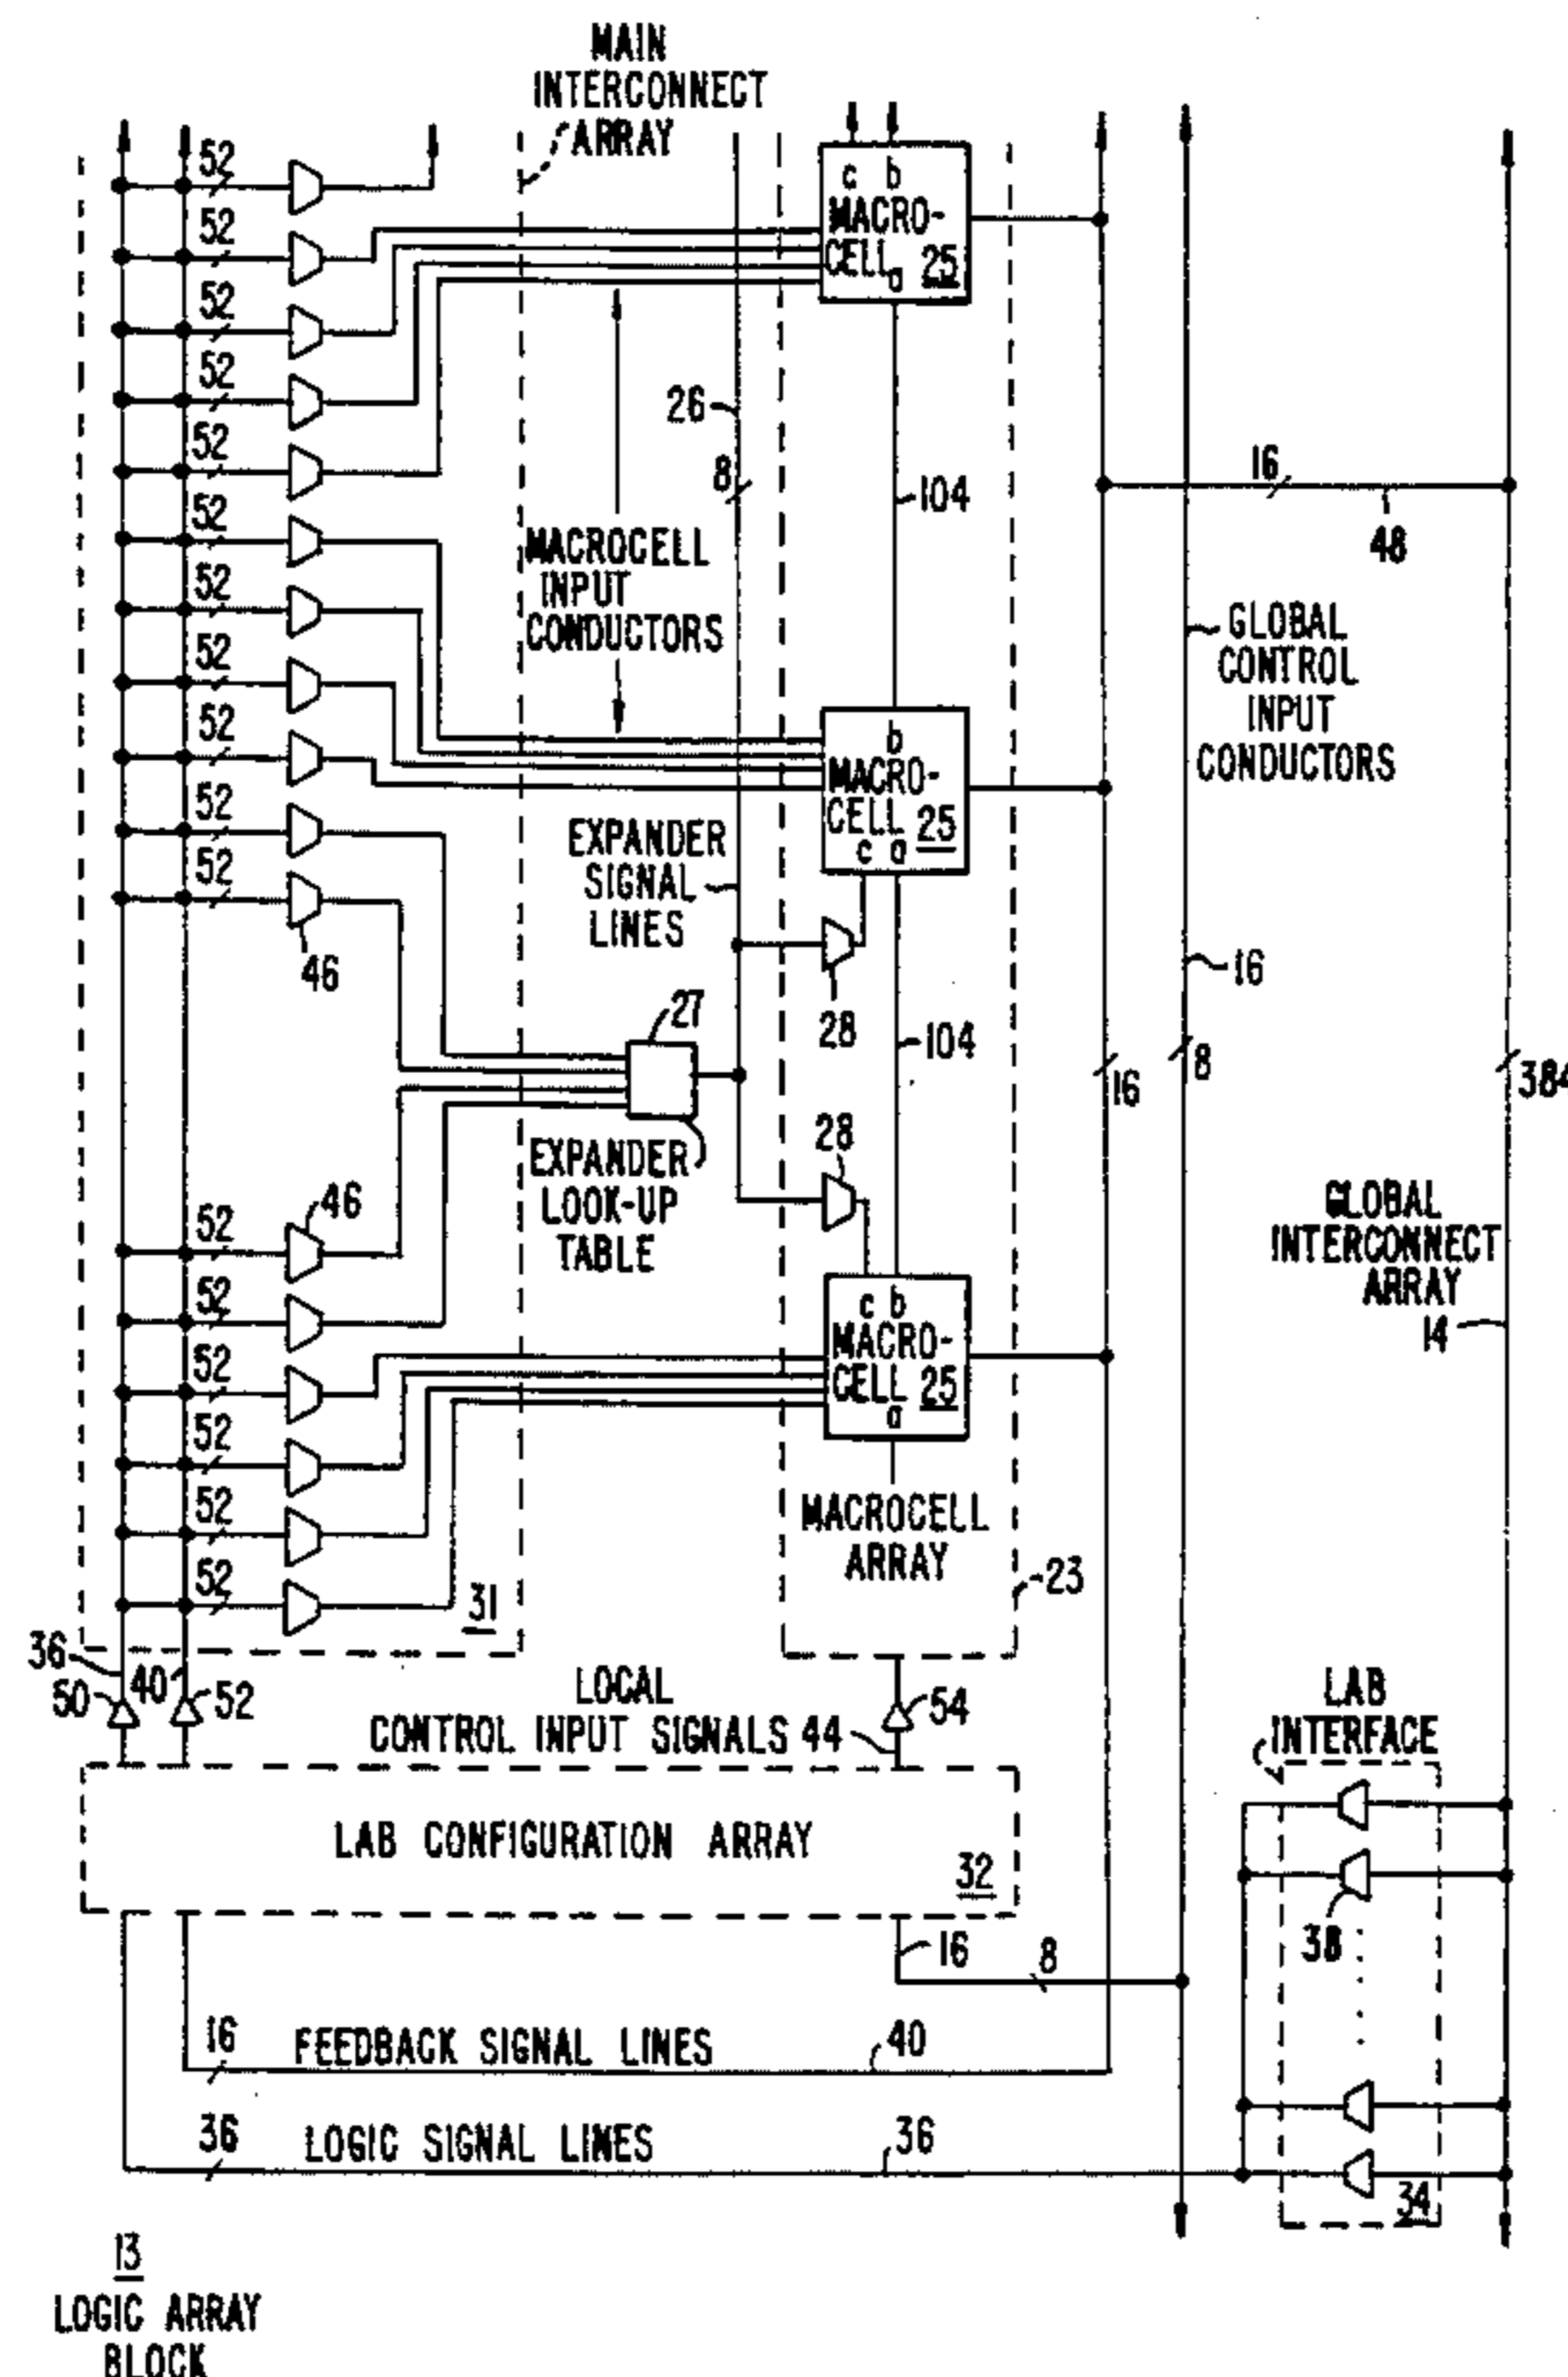 MAIN
INTERCONNECT
ARRAY
52
52
52
52
52
52
52
52
52
52
52
46
c b
MACRO-
CELL 25
a
26
8
104
16
48
MACROCELL
INPUT
CONDUCTORS
GLOBAL
CONTROL
INPUT
CONDUCTORS
b
MACRO-
CELL 25
c a
EXPANDER
SIGNAL
LINES
28
16
27
104
16
8
384
EXPANDER
LOOK-UP
TABLE
28
52
46
52
52
52
52
52
GLOBAL
INTERCONNECT
ARRAY
14
c b
MACRO-
CELL 25
a
MACROCELL
ARRAY
23
31
36
40
50
52
LOCAL
CONTROL INPUT SIGNALS 44
54
LAB
INTERFACE
LAB CONFIGURATION ARRAY
32
38
16
8
16
FEEDBACK SIGNAL LINES
40
36
LOGIC SIGNAL LINES
36
34
13
LOGIC ARRAY
BLOCK